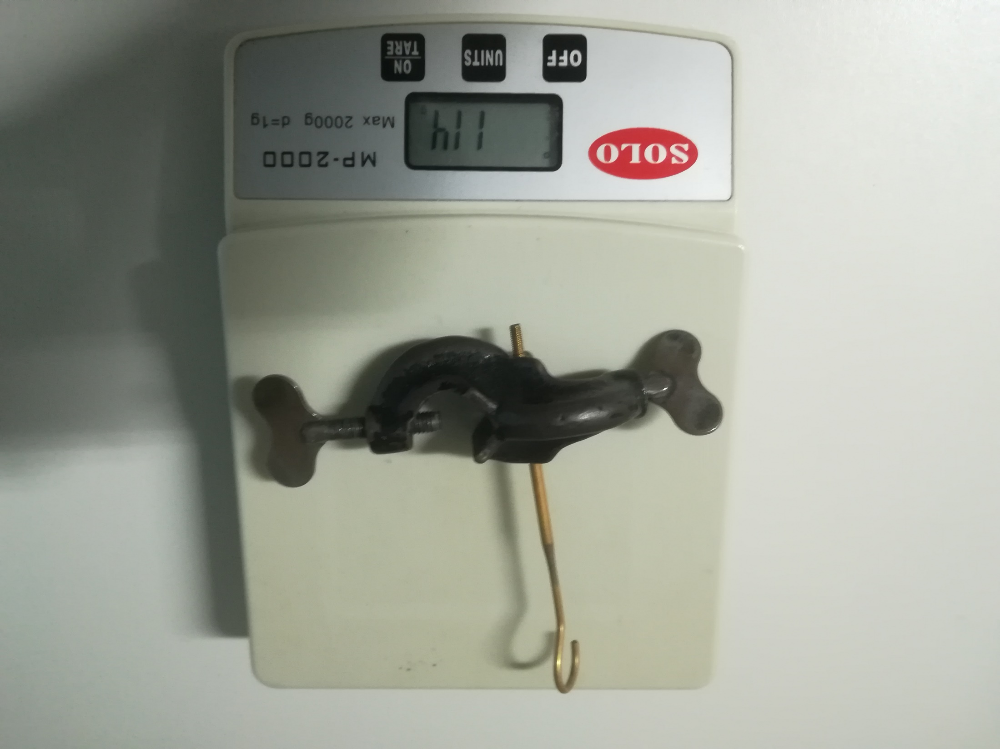 SOLO
MP-2000
Max 2000g d=1g
114
g
OFF
UNITS
ON
TARE